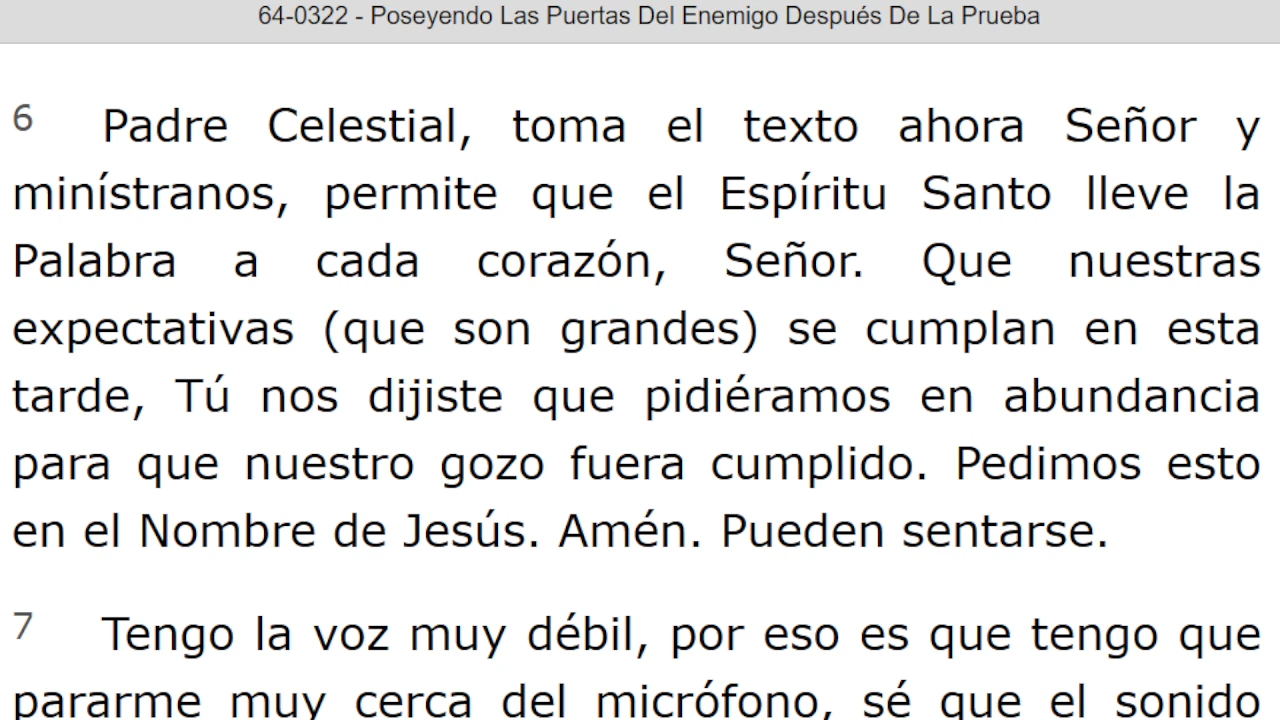 64-0322 - Poseyendo Las Puertas Del Enemigo Después De La Prueba
6 Padre Celestial, toma el texto ahora Señor y
minístranos, permite que el Espíritu Santo lleve la
Palabra a cada corazón, Señor. Que nuestras
expectativas (que son grandes) se cumplan en esta
tarde, Tú nos dijiste que pidiéramos en abundancia
para que nuestro gozo fuera cumplido. Pedimos esto
en el Nombre de Jesús. Amén. Pueden sentarse.
7 Tengo la voz muy débil, por eso es que tengo que
pararme muy cerca del micrófono, sé que el sonido